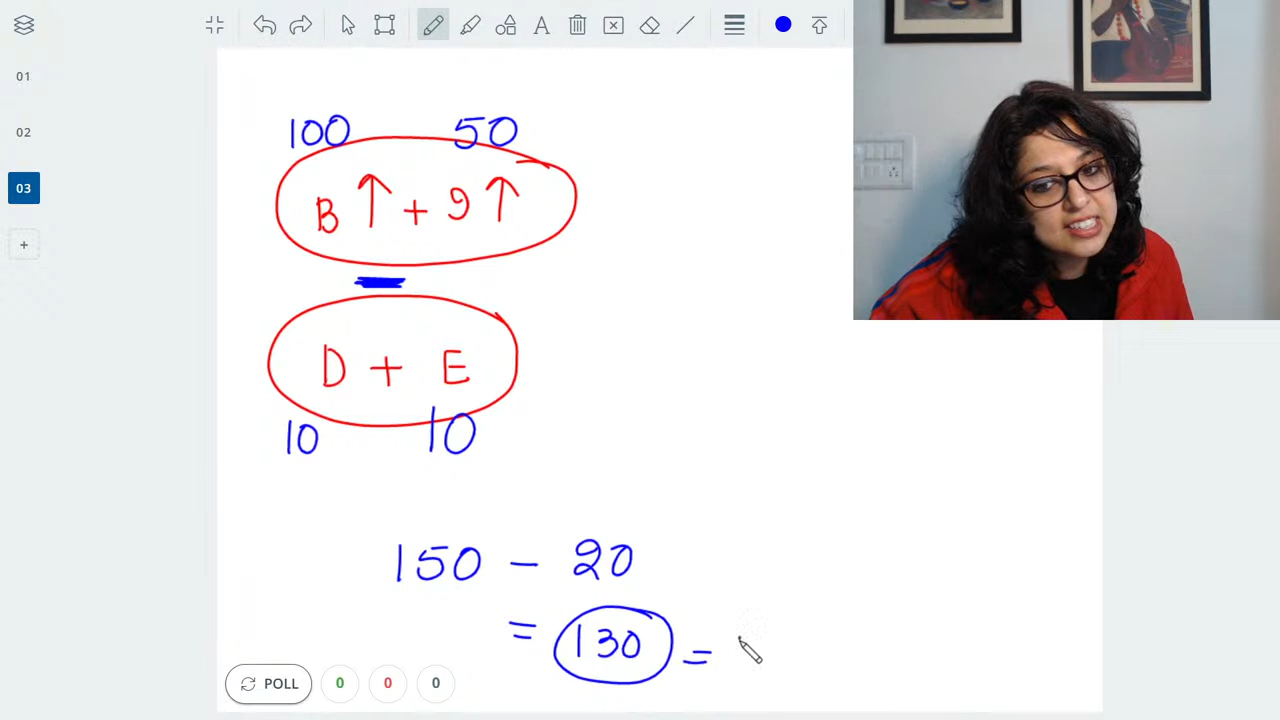 01
02
03
+
A
100 50
B ↑ + 9 ↑
D + E
10 10
150 - 20
= 130 =
POLL 0 0 0